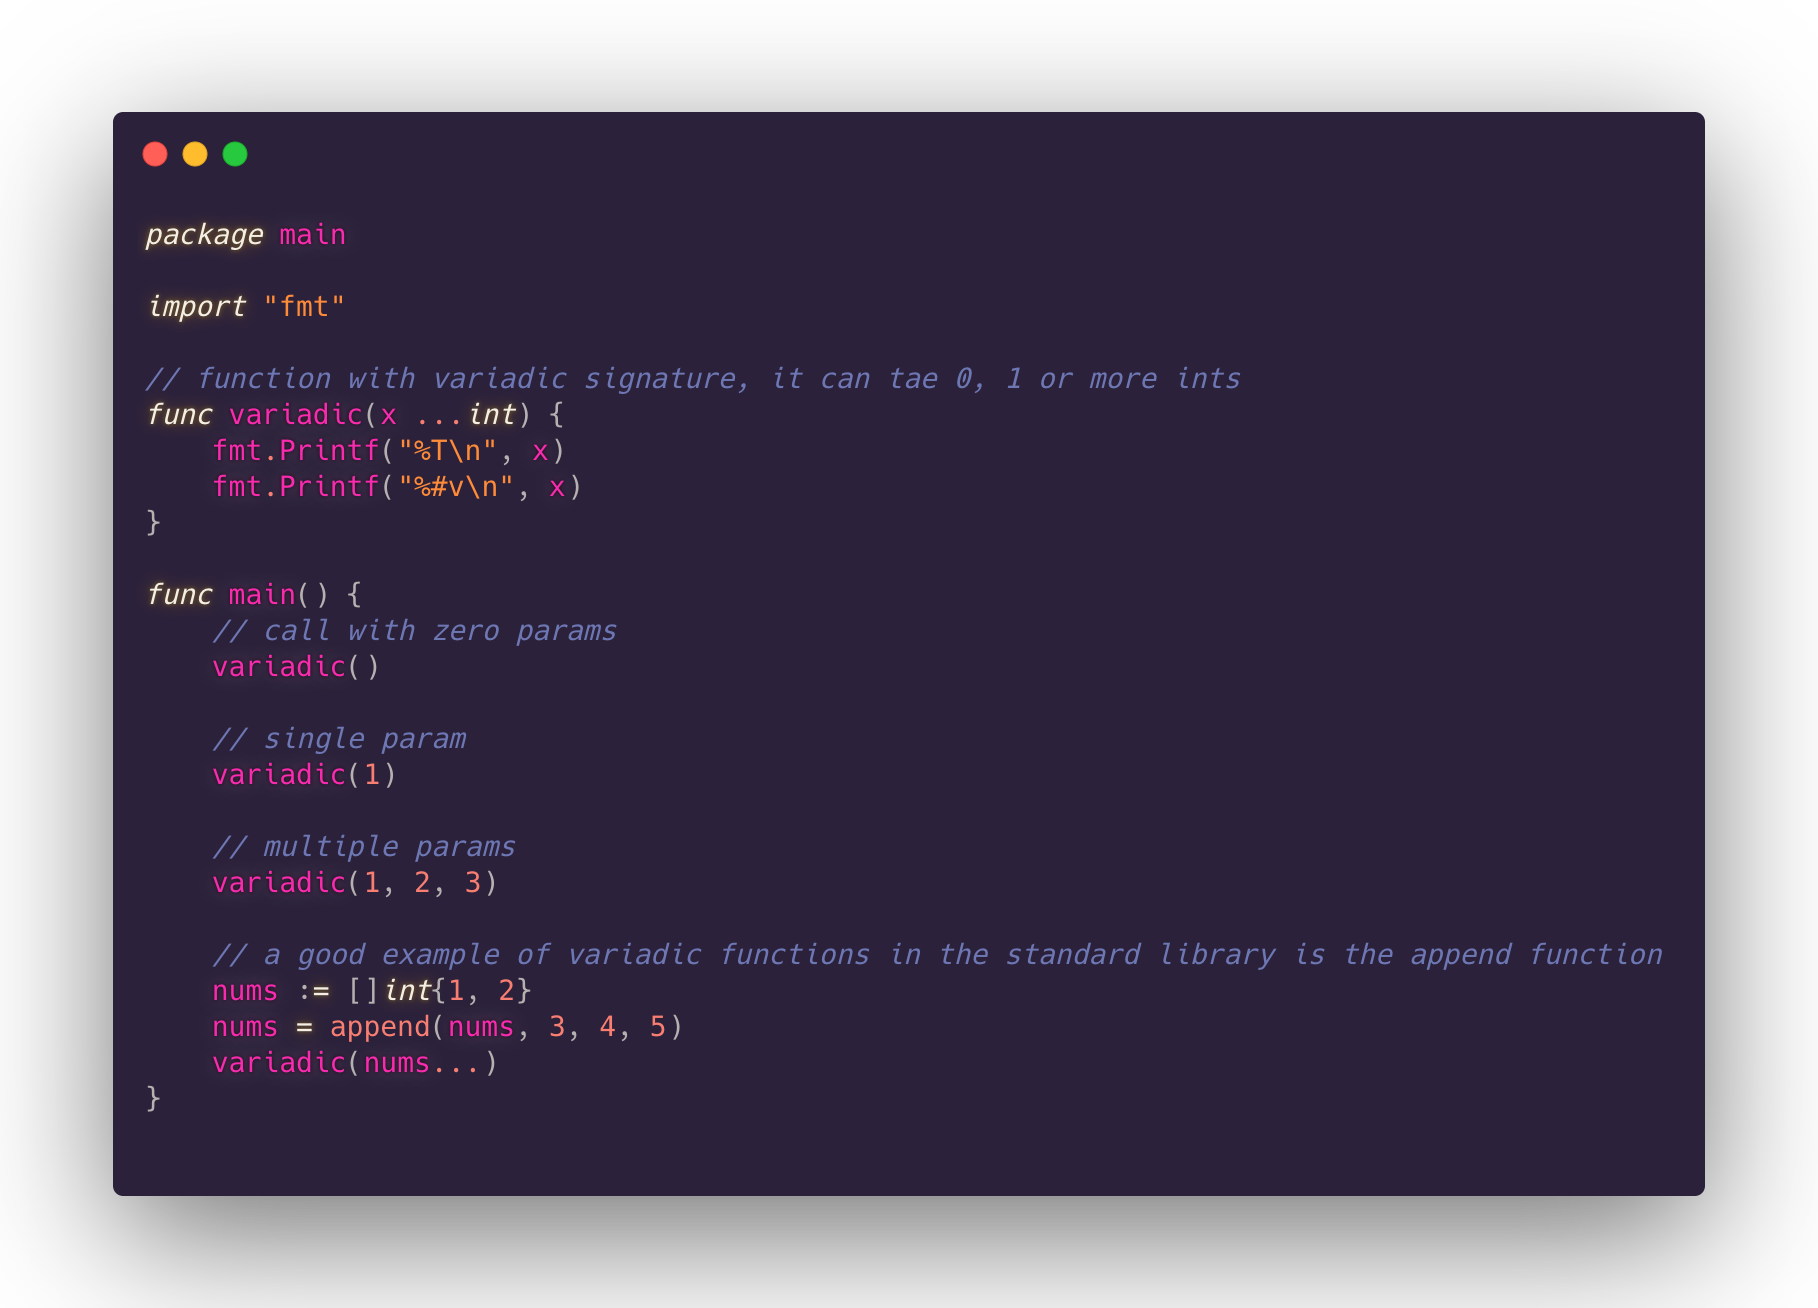 package main
import "fmt"
// function with variadic signature, it can tae 0, 1 or more ints
func variadic(x ...int) {
    fmt.Printf("%T\n", x)
    fmt.Printf("%#v\n", x)
}
func main() {
    // call with zero params
    variadic()
    // single param
    variadic(1)
    // multiple params
    variadic(1, 2, 3)
    // a good example of variadic functions in the standard library is the append function
    nums := []int{1, 2}
    nums = append(nums, 3, 4, 5)
    variadic(nums...)
}